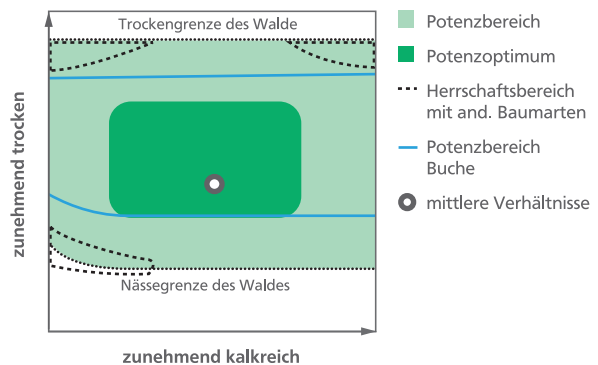 Trockengrenze des Walde
Potenzbereich
Potenzoptimum
Herrschaftsbereich
mit and. Baumarten
Potenzbereich
Buche
mittlere Verhältnisse
Nässegrenze des Waldes
zunehmend trocken
zunehmend kalkreich